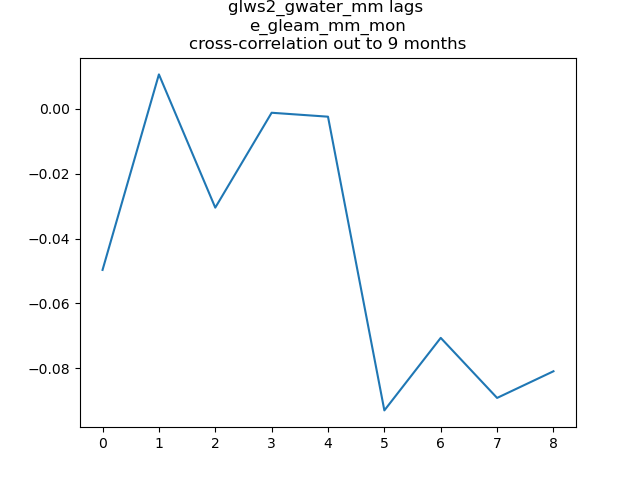 glws2_gwater_mm lags
e_gleam_mm_mon
cross-correlation out to 9 months
0.00
−0.02
−0.04
−0.06
−0.08
0 1 2 3 4 5 6 7 8